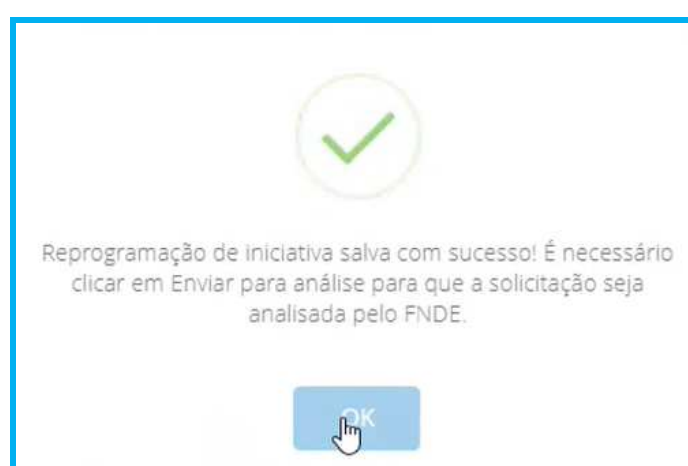 Reprogramação de iniciativa salva com sucesso! É necessário
clicar em Enviar para análise para que a solicitação seja
analisada pelo FNDE.
OK